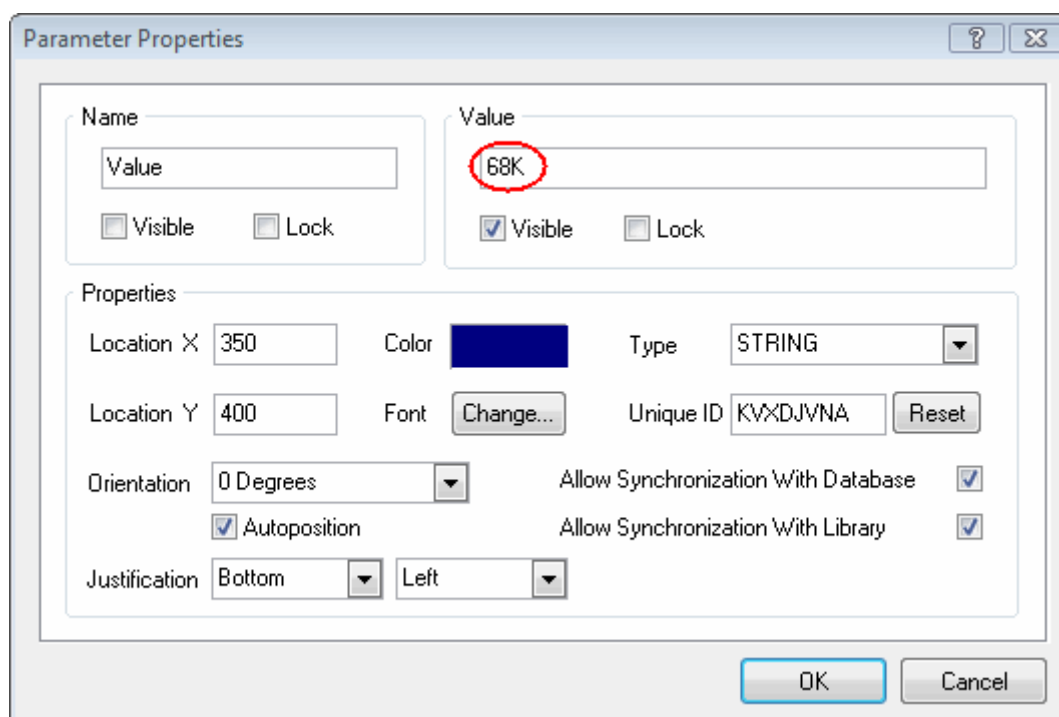 Parameter Properties
Name Value
Value 68K
Visible Lock Visible Lock
Properties
Location X 350 Color Type STRING
Location Y 400 Font Change... Unique ID KVXDJVNA Reset
Orientation 0 Degrees Allow Synchronization With Database
Autoposition Allow Synchronization With Library
Justification Bottom Left
OK Cancel